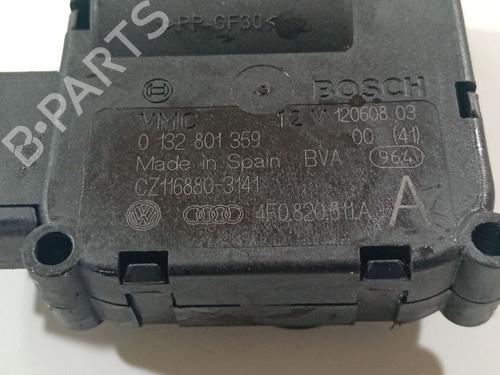 >PP-GF30<
BOSCH
VMIC 12 V 120608 03
0 132 801 359 00 (41)
Made in Spain BVA 964
CZ116880-3141
4F0.820.511A A
B-PARTS